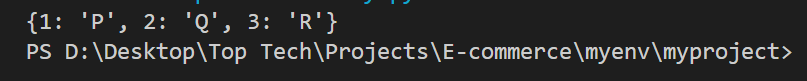 {1: 'P', 2: 'Q', 3: 'R'}
PS D:\Desktop\Top Tech\Projects\E-commerce\myenv\myproject>